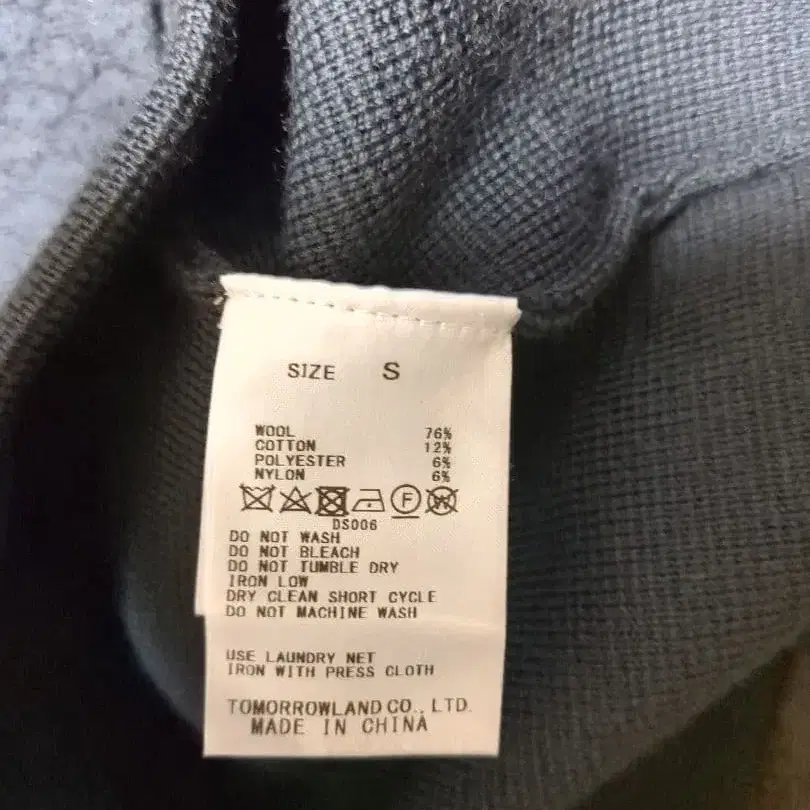 SIZE S
WOOL 76%
COTTON 12%
POLYESTER 6%
NYLON 6%
F W
DS006
DO NOT WASH
DO NOT BLEACH
DO NOT TUMBLE DRY
IRON LOW
DRY CLEAN SHORT CYCLE
DO NOT MACHINE WASH
USE LAUNDRY NET
IRON WITH PRESS CLOTH
TOMORROWLAND CO., LTD.
MADE IN CHINA